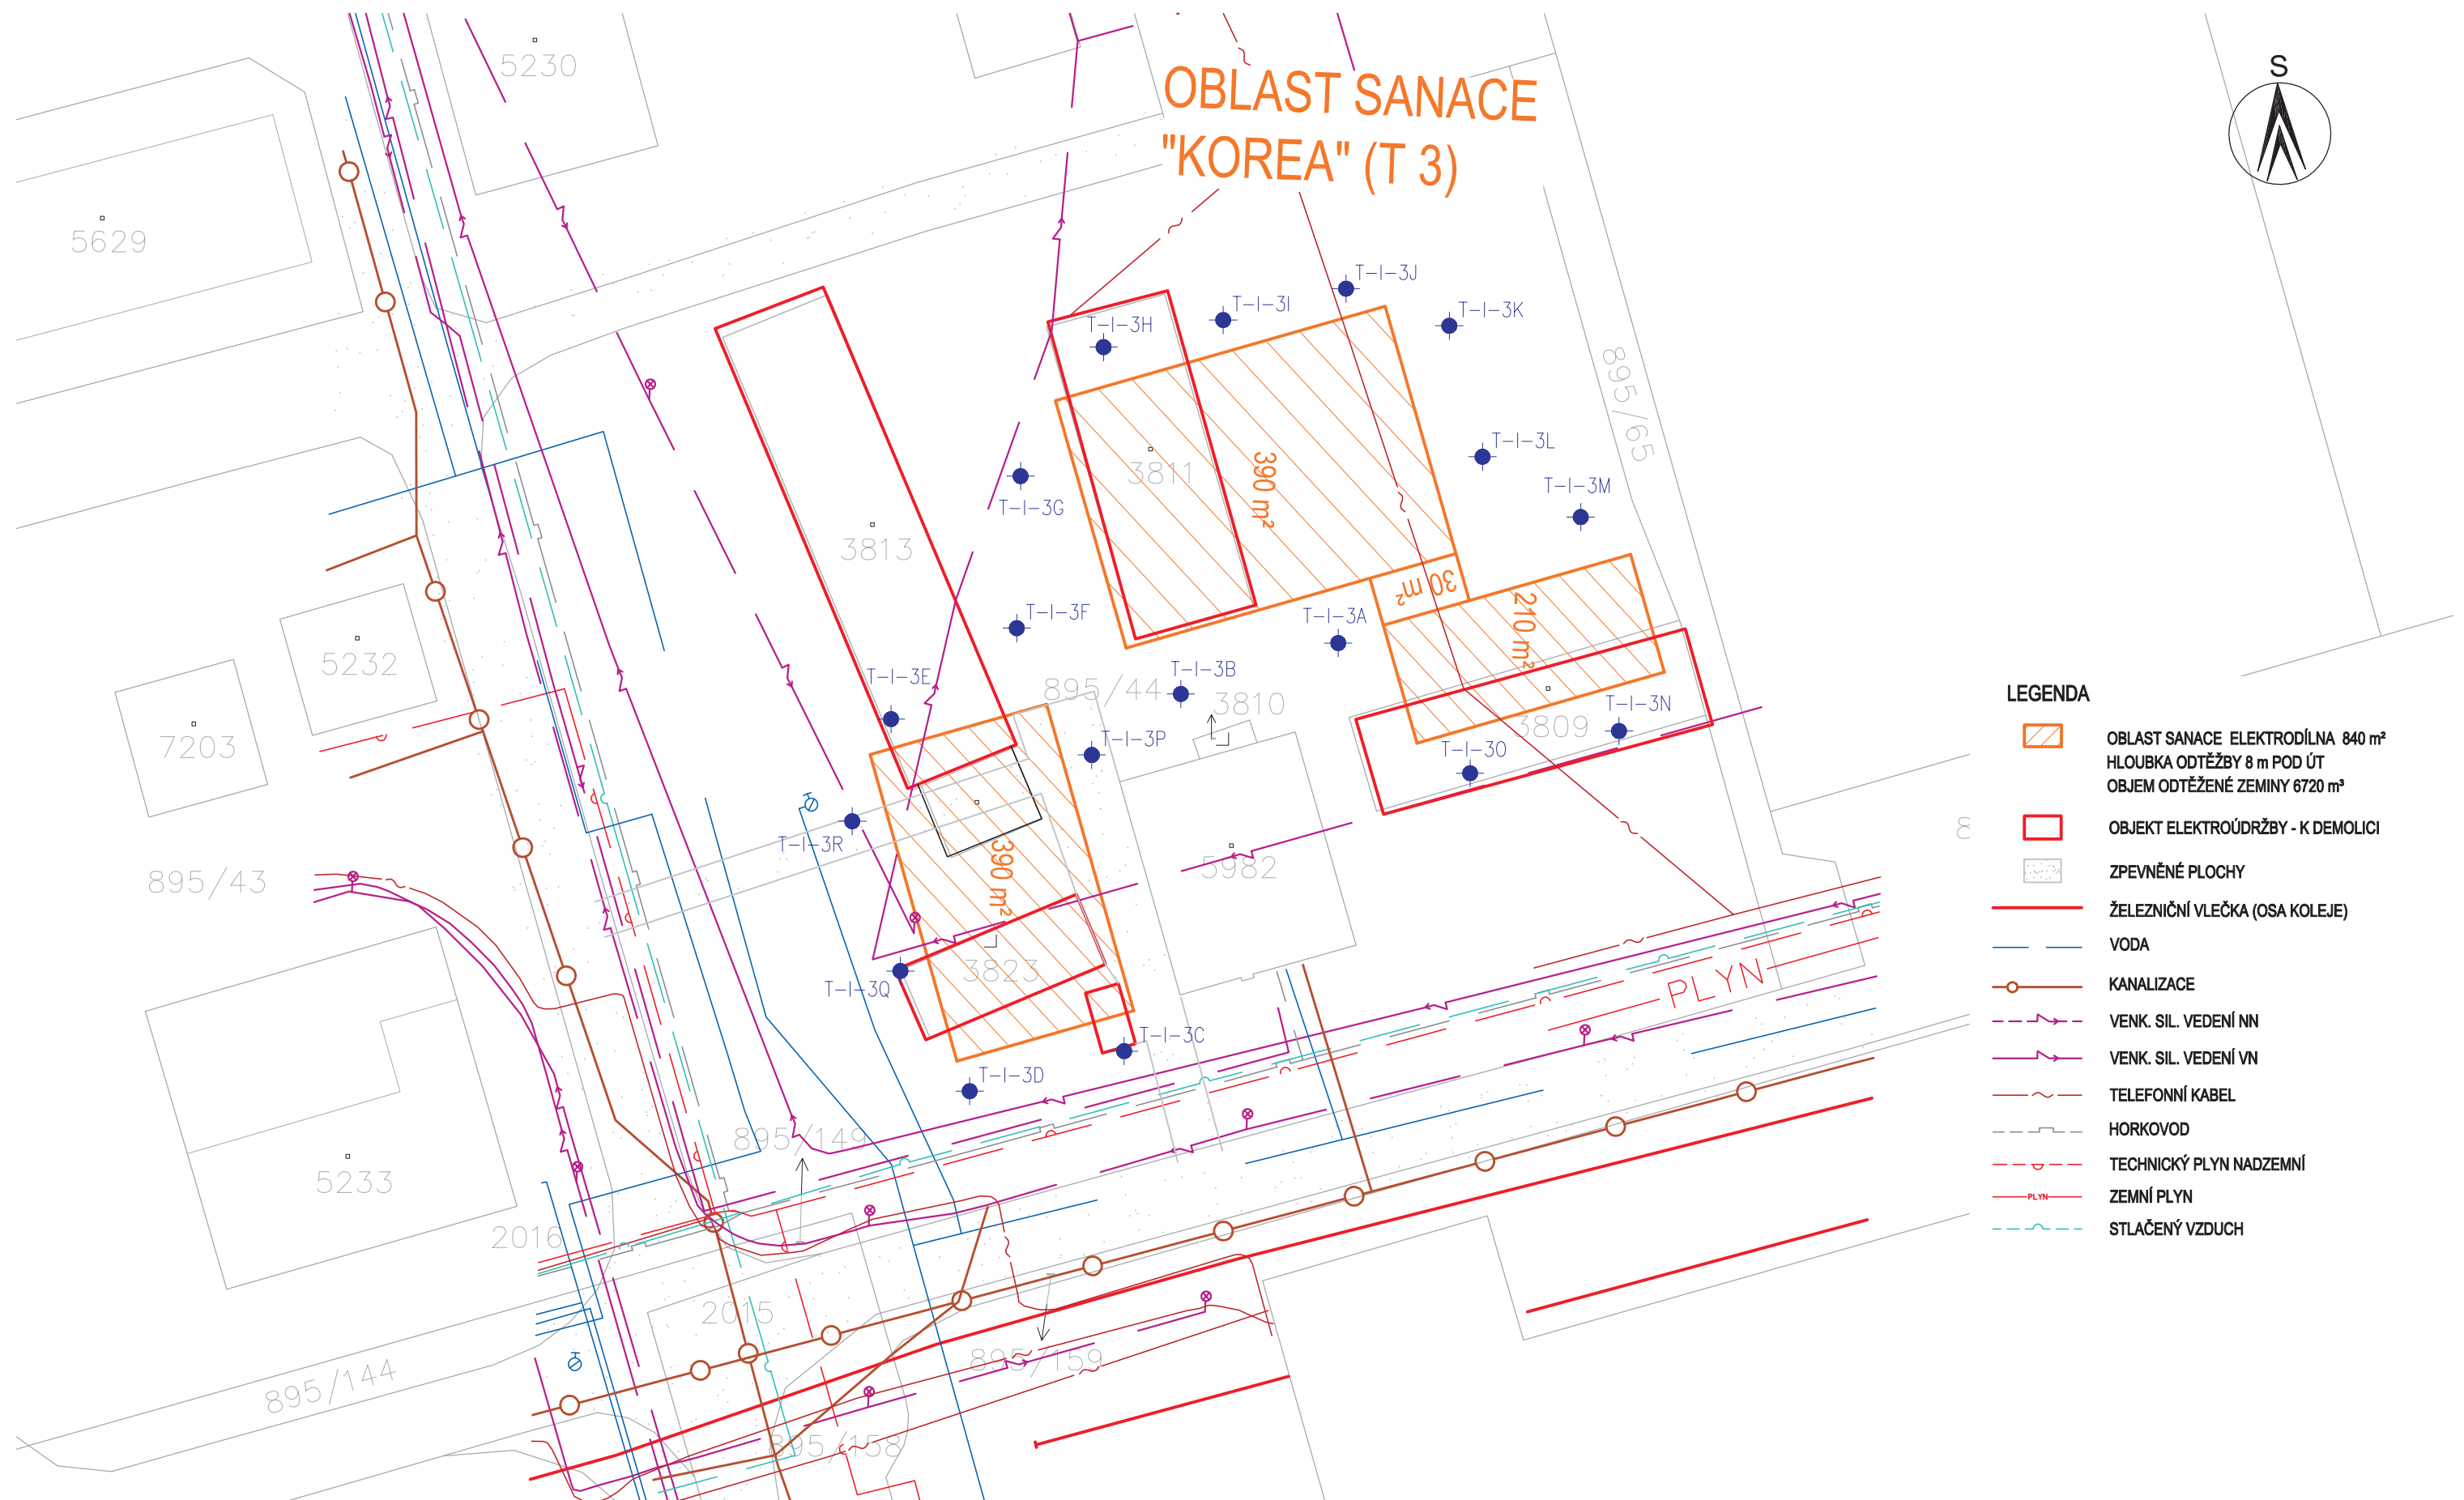 5230
S
OBLAST SANACE
"KOREA" (T 3)
5629
T-I-3J
T-I-3I
T-I-3K
T-I-3H
895/65
T-I-3L
3811
390 m²
T-I-3M
T-I-3G
3813
30 m²
T-I-3F
T-I-3A
210 m²
5232
T-I-3E
895/44
T-I-3B
3810
T-I-3N
7203
3809
T-I-3P
T-I-3O
T-I-3R
390 m²
5982
895/43
3823
T-I-3Q
PLYN
T-I-3C
T-I-3D
895/149
5233
2016
2015
895/159
895/144
895/158
LEGENDA
OBLAST SANACE ELEKTRODÍLNA 840 m²
HLOUBKA ODTĚŽBY 8 m POD ÚT
OBJEM ODTĚŽENÉ ZEMINY 6720 m³
OBJEKT ELEKTROÚDRŽBY - K DEMOLICI
ZPEVNĚNÉ PLOCHY
ŽELEZNIČNÍ VLEČKA (OSA KOLEJE)
VODA
KANALIZACE
VENK. SIL. VEDENÍ NN
VENK. SIL. VEDENÍ VN
TELEFONNÍ KABEL
HORKOVOD
TECHNICKÝ PLYN NADZEMNÍ
PLYN ZEMNÍ PLYN
STLAČENÝ VZDUCH